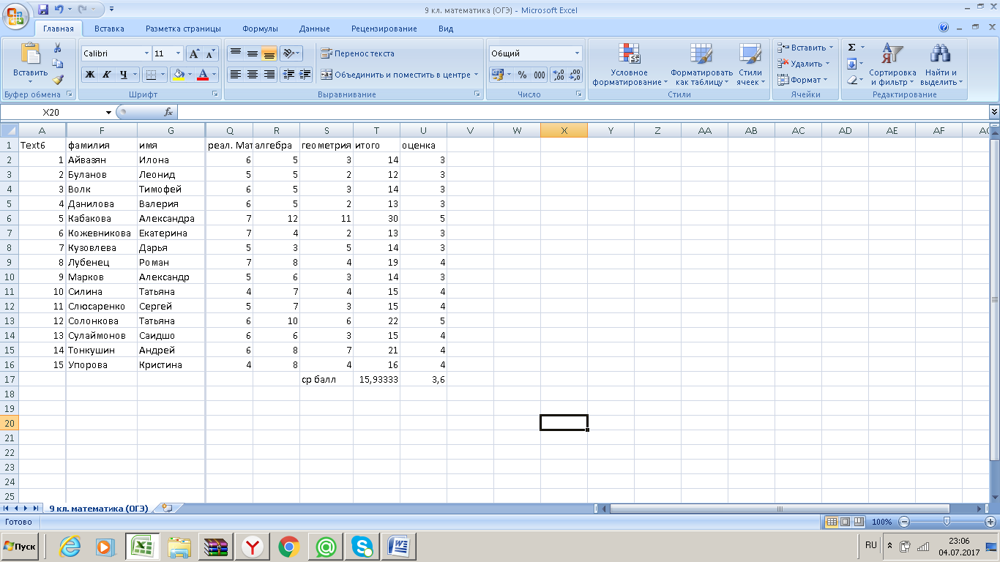 9 кл. математика (ОГЭ) - Microsoft Excel
Главная Вставка Разметка страницы Формулы Данные Рецензирование Вид
Calibri 11 Перенос текста Общий Вставить
Вставить Удалить
Ж К Ч Объединить и поместить в центре % 000 Условное форматирование Форматировать как таблицу Стили ячеек Формат Сортировка и фильтр Найти и выделить
Буфер обмена Шрифт Выравнивание Число Стили Ячейки Редактирование
X20 fx
A F G Q R S T U V W X Y Z AA AB AC AD AE AF AG
1 Text6 фамилия имя реал. Мат алгебра геометрия итого оценка
2 1 Айвазян Илона 6 5 3 14 3
3 2 Буланов Леонид 5 5 2 12 3
4 3 Волк Тимофей 6 5 3 14 3
5 4 Данилова Валерия 6 5 2 13 3
6 5 Кабакова Александра 7 12 11 30 5
7 6 Кожевникова Екатерина 7 4 2 13 3
8 7 Кузовлева Дарья 5 3 5 14 3
9 8 Лубенец Роман 7 8 4 19 4
10 9 Марков Александр 5 6 3 14 3
11 10 Силина Татьяна 4 7 4 15 4
12 11 Слюсаренко Сергей 5 7 3 15 4
13 12 Солонкова Татьяна 6 10 6 22 5
14 13 Сулаймонов Саидшо 6 6 3 15 4
15 14 Тонкушин Андрей 6 8 7 21 4
16 15 Упорова Кристина 4 8 4 16 4
17 ср балл 15,93333 3,6
18
19
20
21
22
23
24
25
9 кл. математика (ОГЭ)
Готово 100%
Пуск RU 23:06
04.07.2017